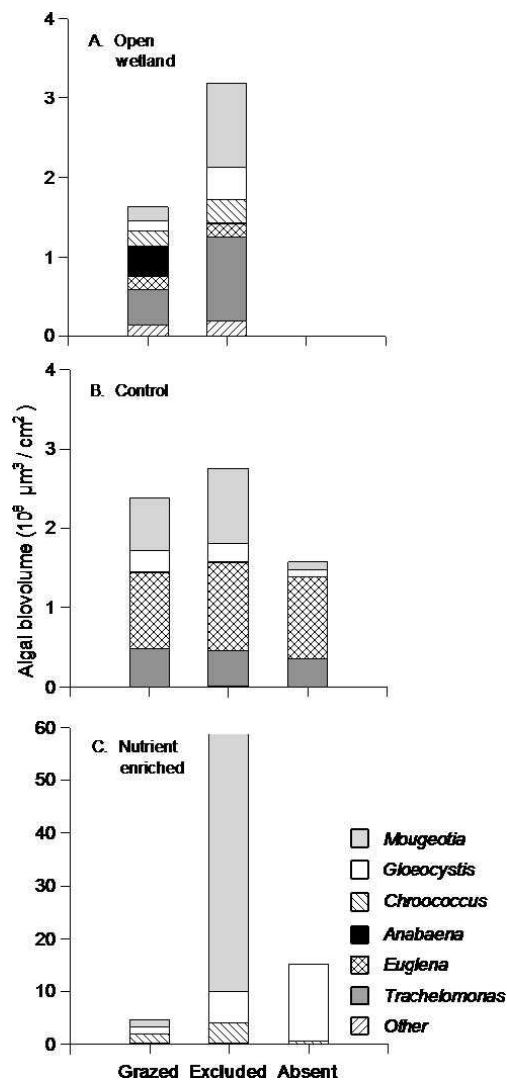 4
A. Open
wetland
3
2
1
0
4
B. Control
3
2
1
0
Algal biovolume (10⁸ µm³ / cm²)
60
C. Nutrient
enriched
50
40
30
20
10
0
Mougeotia
Gloeocystis
Chroococcus
Anabaena
Euglena
Trachelomonas
Other
Grazed Excluded Absent